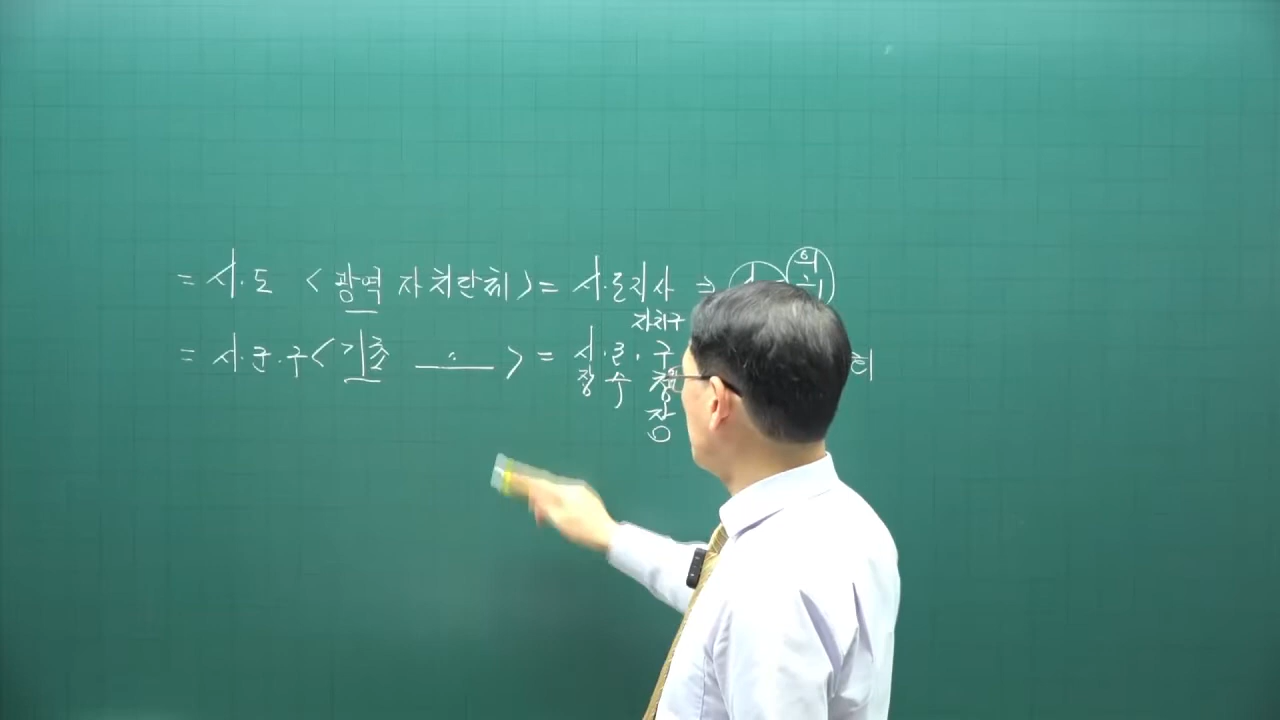 = 시·도 < 광역 자치단체 > = 시·도지사 ⇒
자치구
= 시·군·구 < 기초 〃 > = 시·군·구
장 수 청
장